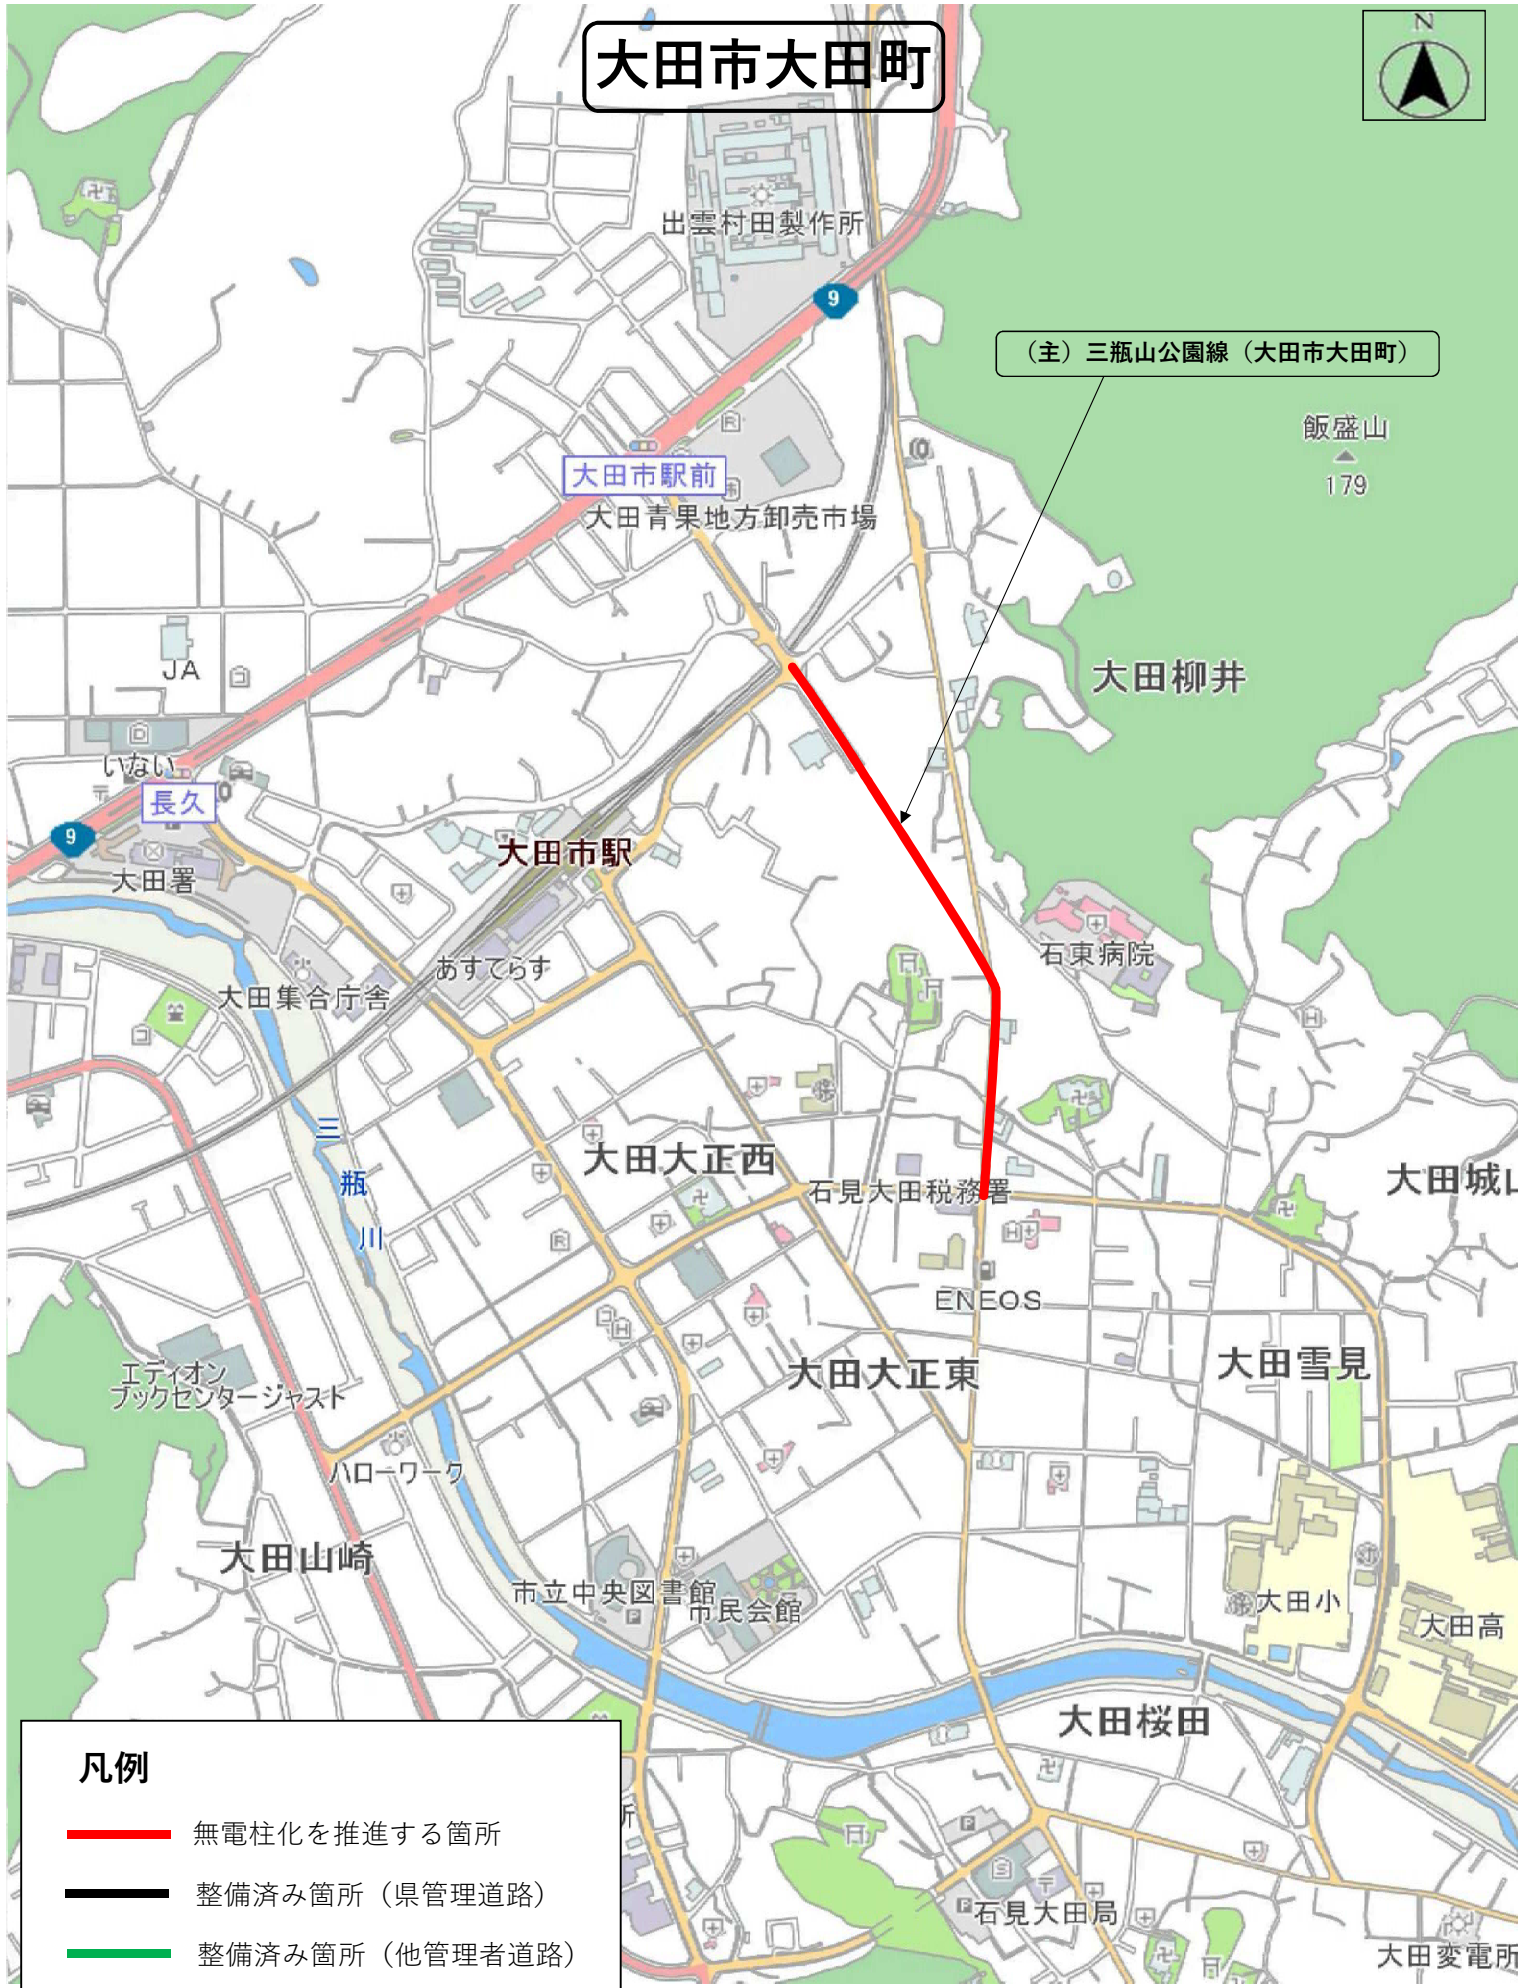 大田市大田町
N
出雲村田製作所
9
（主）三瓶山公園線（大田市大田町）
飯盛山
179
大田市駅前
大田青果地方卸売市場
JA
大田柳井
いない
長久
9
大田署
大田市駅
石東病院
あすてらす
大田集合庁舎
三
瓶
川
大田大正西
石見大田税務署
大田城山
ENEOS
エディオン
ブックセンタージャスト
大田大正東
大田雪見
ハローワーク
大田山崎
市立中央図書館
市民会館
大田小
大田高
大田桜田
凡例
無電柱化を推進する箇所
整備済み箇所（県管理道路）
整備済み箇所（他管理者道路）
所
石見大田局
大田変電所